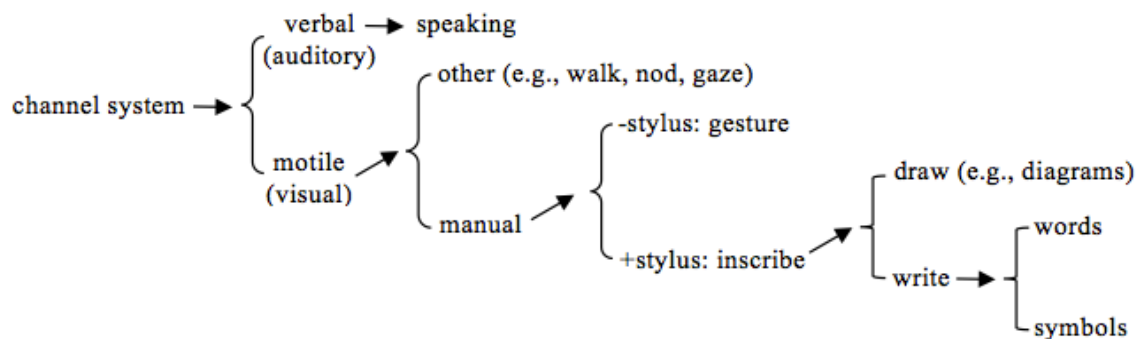 verbal → speaking
(auditory)
other (e.g., walk, nod, gaze)
channel system →
-stylus: gesture
motile
(visual)
draw (e.g., diagrams)
manual
words
+stylus: inscribe
write →
symbols